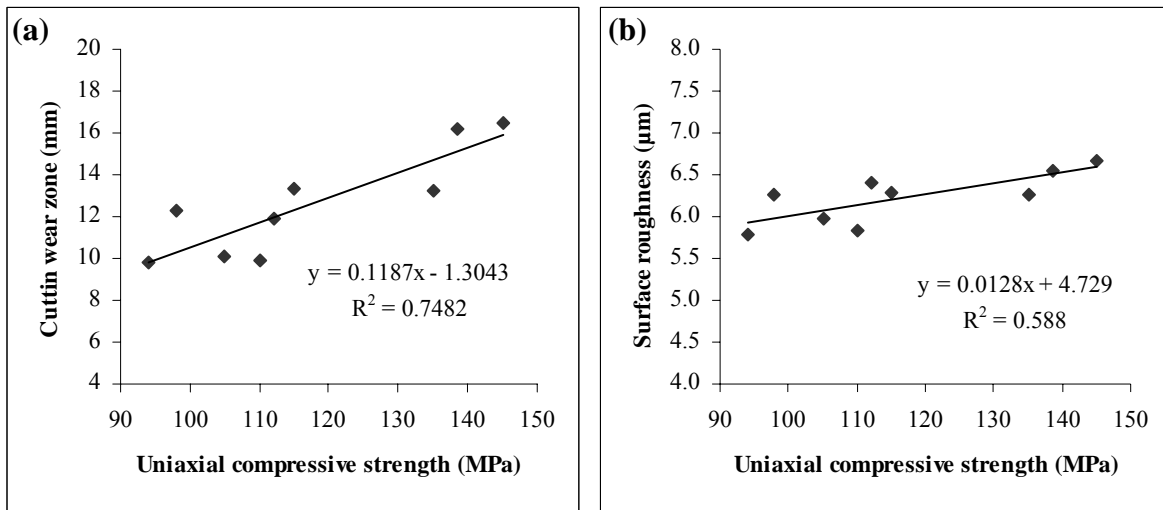 (a)
20
18
16
14
12
10
8
6
4
Cuttin wear zone (mm)
y = 0.1187x - 1.3043
R² = 0.7482
90 100 110 120 130 140 150
Uniaxial compressive strength (MPa)
(b)
8.0
7.5
7.0
6.5
6.0
5.5
5.0
4.5
4.0
Surface roughness (µm)
y = 0.0128x + 4.729
R² = 0.588
90 100 110 120 130 140 150
Uniaxial compressive strength (MPa)